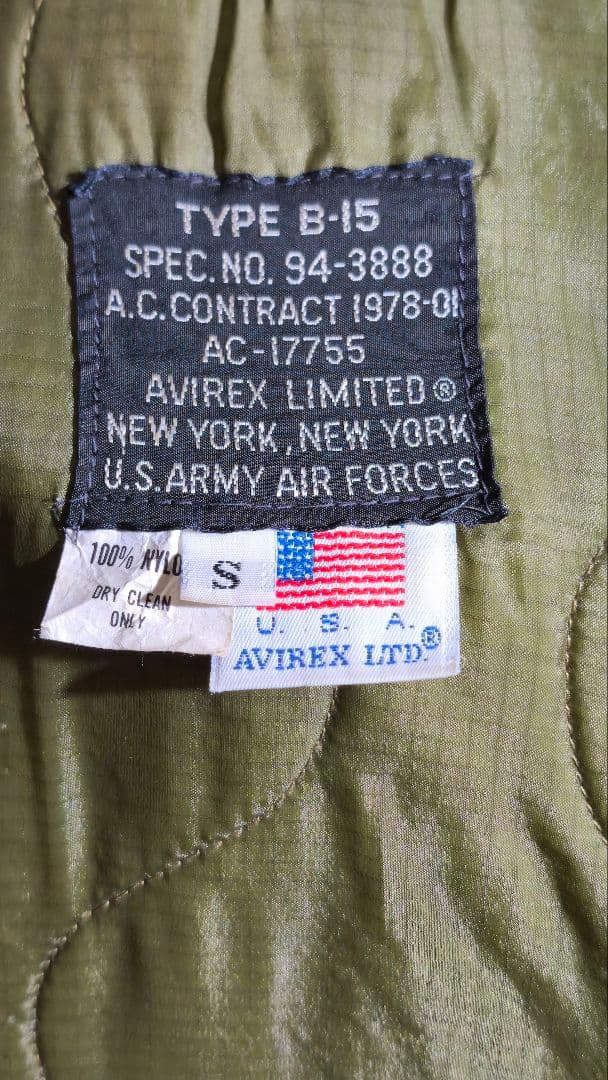 TYPE B-15
SPEC. NO. 94-3888
A.C. CONTRACT 1978-01
AC-17755
AVIREX LIMITED ®
NEW YORK, NEW YORK
U.S. ARMY AIR FORCES
100% NYLO
DRY CLEAN
ONLY
S
U. S. A.
AVIREX LTD.®